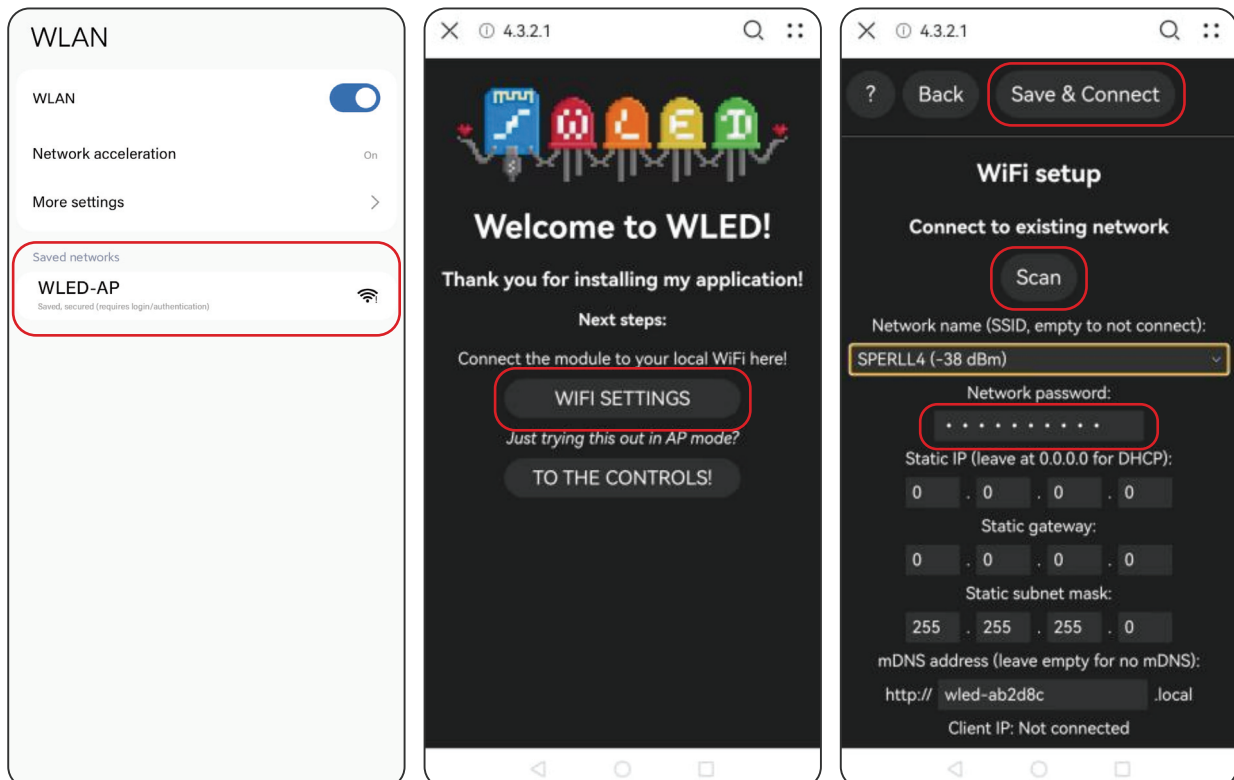 WLAN
WLAN
Network acceleration On
More settings
Saved networks
WLED-AP
Saved, secured (requires login/authentication)
4.3.2.1
WLED
Welcome to WLED!
Thank you for installing my application!
Next steps:
Connect the module to your local WiFi here!
WIFI SETTINGS
Just trying this out in AP mode?
TO THE CONTROLS!
4.3.2.1
? Back Save & Connect
WiFi setup
Connect to existing network
Scan
Network name (SSID, empty to not connect):
SPERLL4 (-38 dBm)
Network password:
• • • • • • • • • •
Static IP (leave at 0.0.0.0 for DHCP):
0 . 0 . 0 . 0
Static gateway:
0 . 0 . 0 . 0
Static subnet mask:
255 . 255 . 255 . 0
mDNS address (leave empty for no mDNS):
http:// wled-ab2d8c .local
Client IP: Not connected